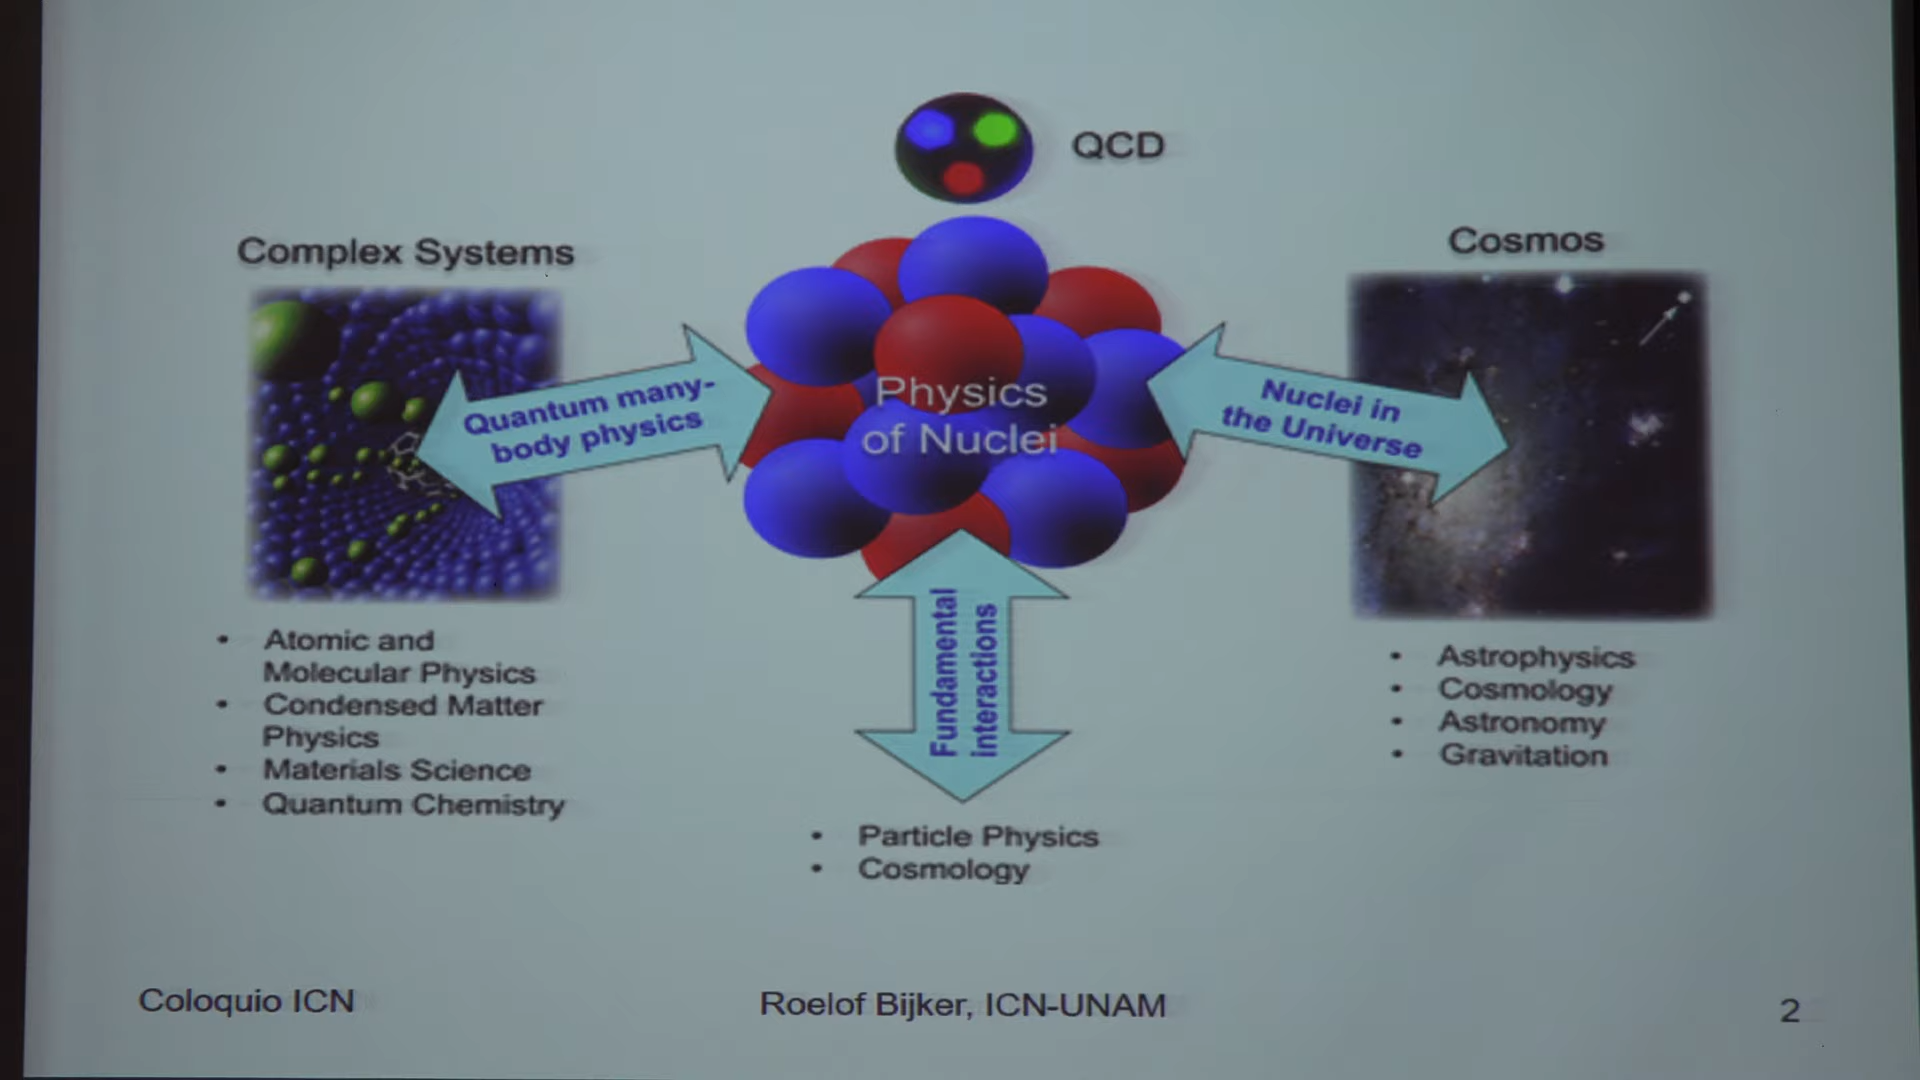 QCD
Complex Systems
Cosmos
Quantum many-
body physics
Physics
of Nuclei
Nuclei in
the Universe
Fundamental
interactions
• Atomic and
Molecular Physics
• Condensed Matter
Physics
• Materials Science
• Quantum Chemistry
• Astrophysics
• Cosmology
• Astronomy
• Gravitation
• Particle Physics
• Cosmology
Coloquio ICN
Roelof Bijker, ICN-UNAM
2